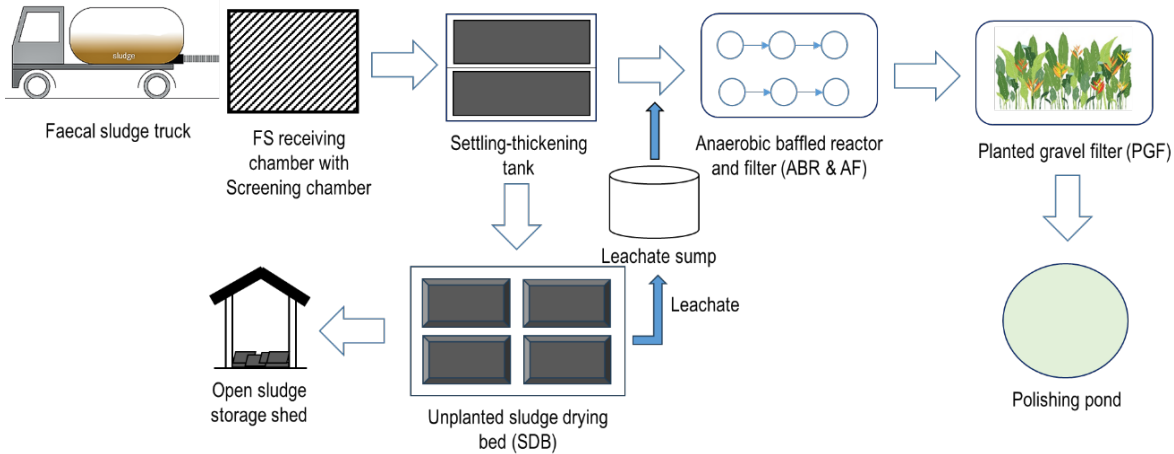 sludge
Faecal sludge truck
FS receiving
chamber with
Screening chamber
Settling-thickening
tank
Anaerobic baffled reactor
and filter (ABR & AF)
Planted gravel filter (PGF)
Leachate sump
Leachate
Open sludge
storage shed
Unplanted sludge drying
bed (SDB)
Polishing pond